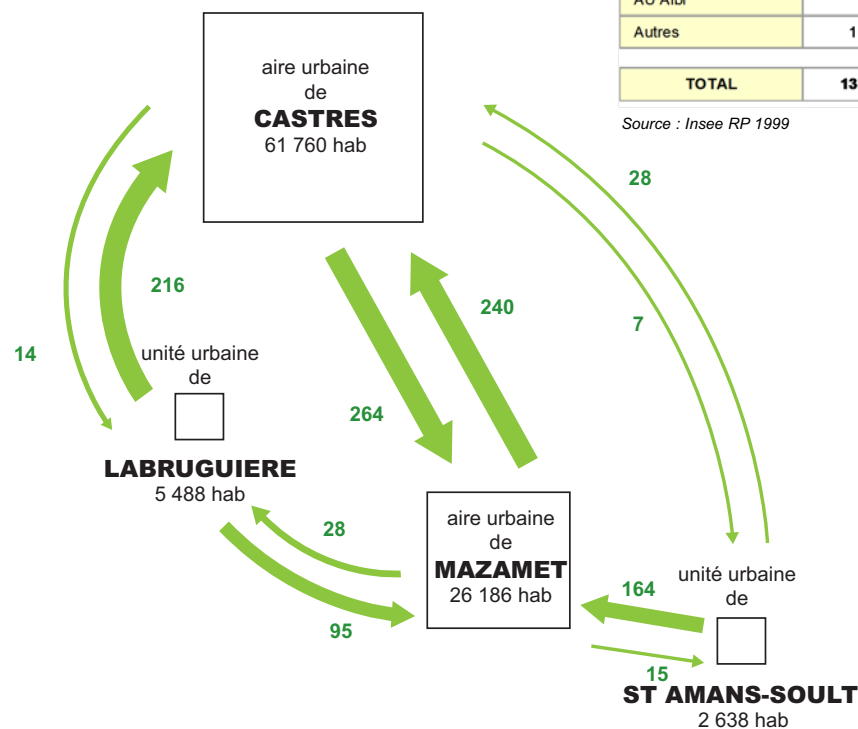 AU Albi
Autres 1
TOTAL 13
Source : Insee RP 1999
aire urbaine
de
CASTRES
61 760 hab
28
216
240
7
14
unité urbaine
de
264
LABRUGUIERE
5 488 hab
28
aire urbaine
de
MAZAMET
26 186 hab
95
164
unité urbaine
de
15
ST AMANS-SOULT
2 638 hab